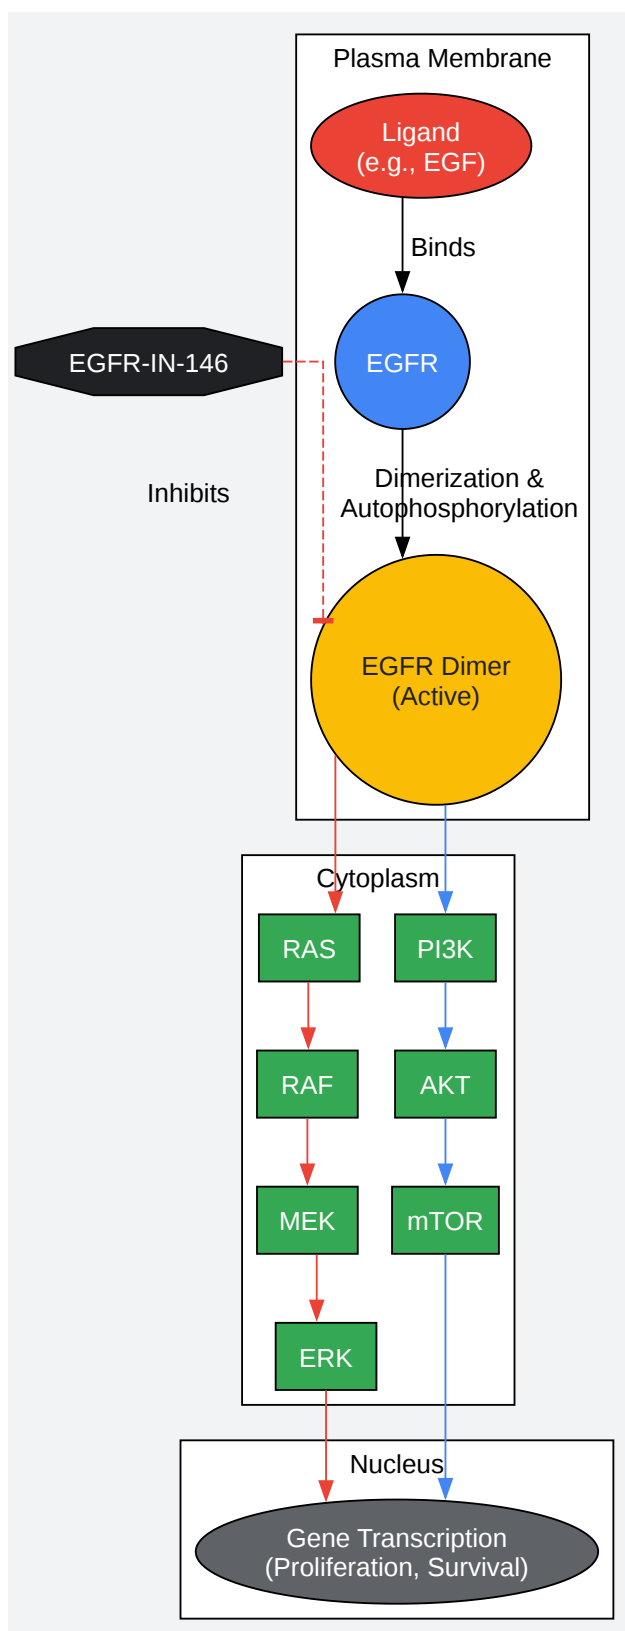 Plasma Membrane
Ligand
(e.g., EGF)
Binds
EGFR-IN-146
EGFR
Inhibits
Dimerization &
Autophosphorylation
EGFR Dimer
(Active)
Cytoplasm
RAS
PI3K
RAF
AKT
MEK
mTOR
ERK
Nucleus
Gene Transcription
(Proliferation, Survival)